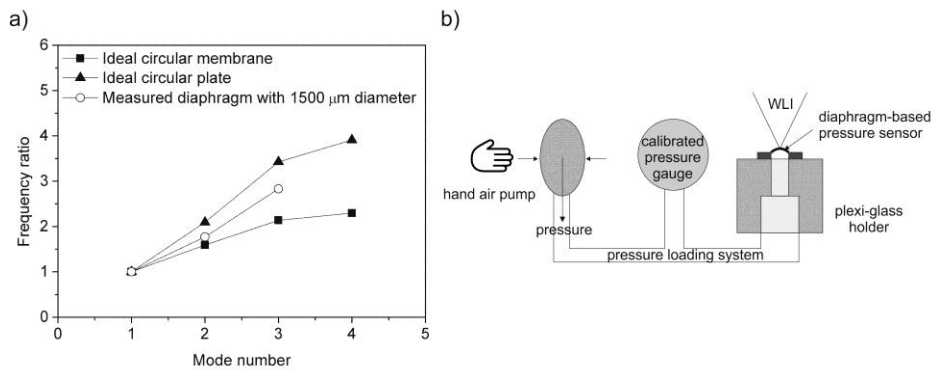 a)
6
5
4
3
2
1
0
Frequency ratio
0 1 2 3 4 5
Mode number
Ideal circular membrane
Ideal circular plate
Measured diaphragm with 1500 µm diameter
b)
WLI
diaphragm-based
pressure sensor
calibrated
pressure
gauge
hand air pump
plexi-glass
holder
pressure
pressure loading system